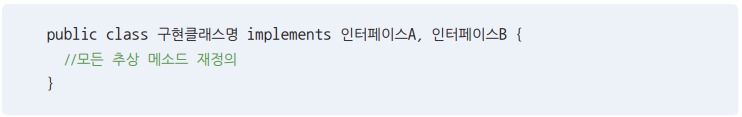 public class 구현클래스명 implements 인터페이스A, 인터페이스B {
//모든 추상 메소드 재정의
}